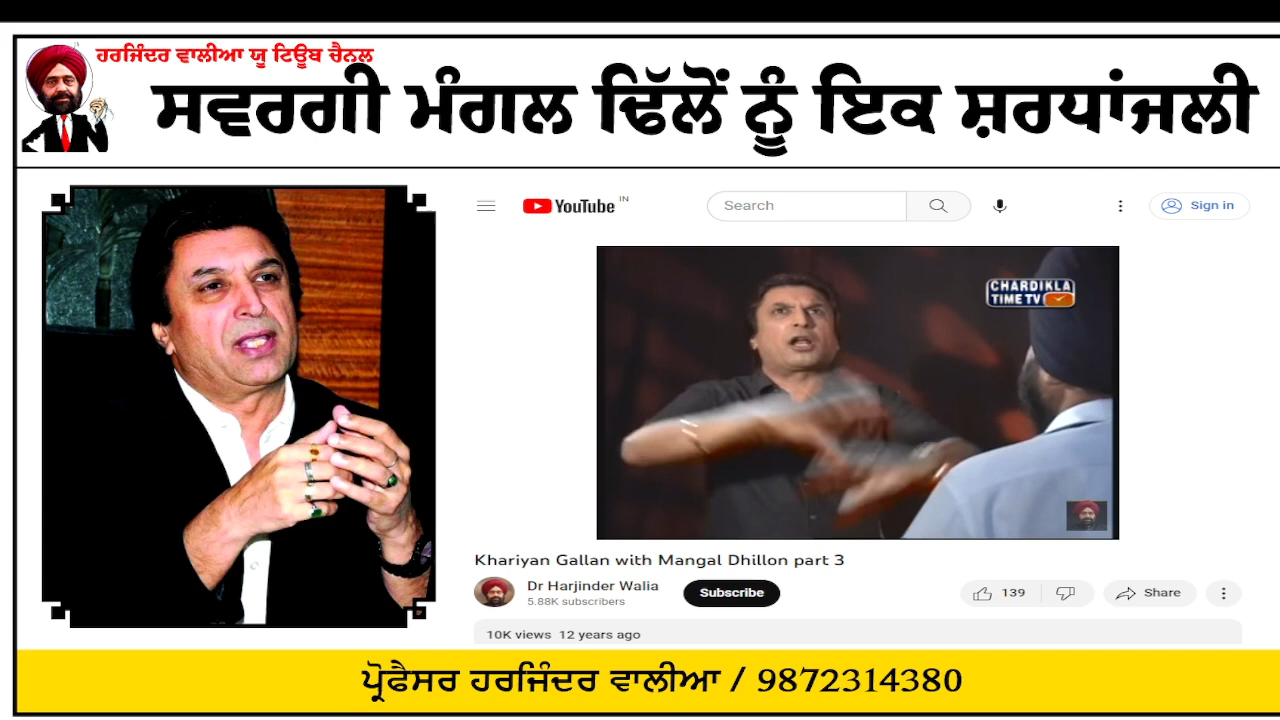 ਹਰਜਿੰਦਰ ਵਾਲੀਆ ਯੂ ਟਿਊਬ ਚੈਨਲ
ਸਵਰਗੀ ਮੰਗਲ ਢਿੱਲੋਂ ਨੂੰ ਇਕ ਸ਼ਰਧਾਂਜਲੀ
YouTube IN
Search
Sign in
CHARDIKLA
TIME TV
Khariyan Gallan with Mangal Dhillon part 3
Dr Harjinder Walia
5.88K subscribers
Subscribe
139
Share
10K views 12 years ago
ਪ੍ਰੋਫੈਸਰ ਹਰਜਿੰਦਰ ਵਾਲੀਆ / 9872314380